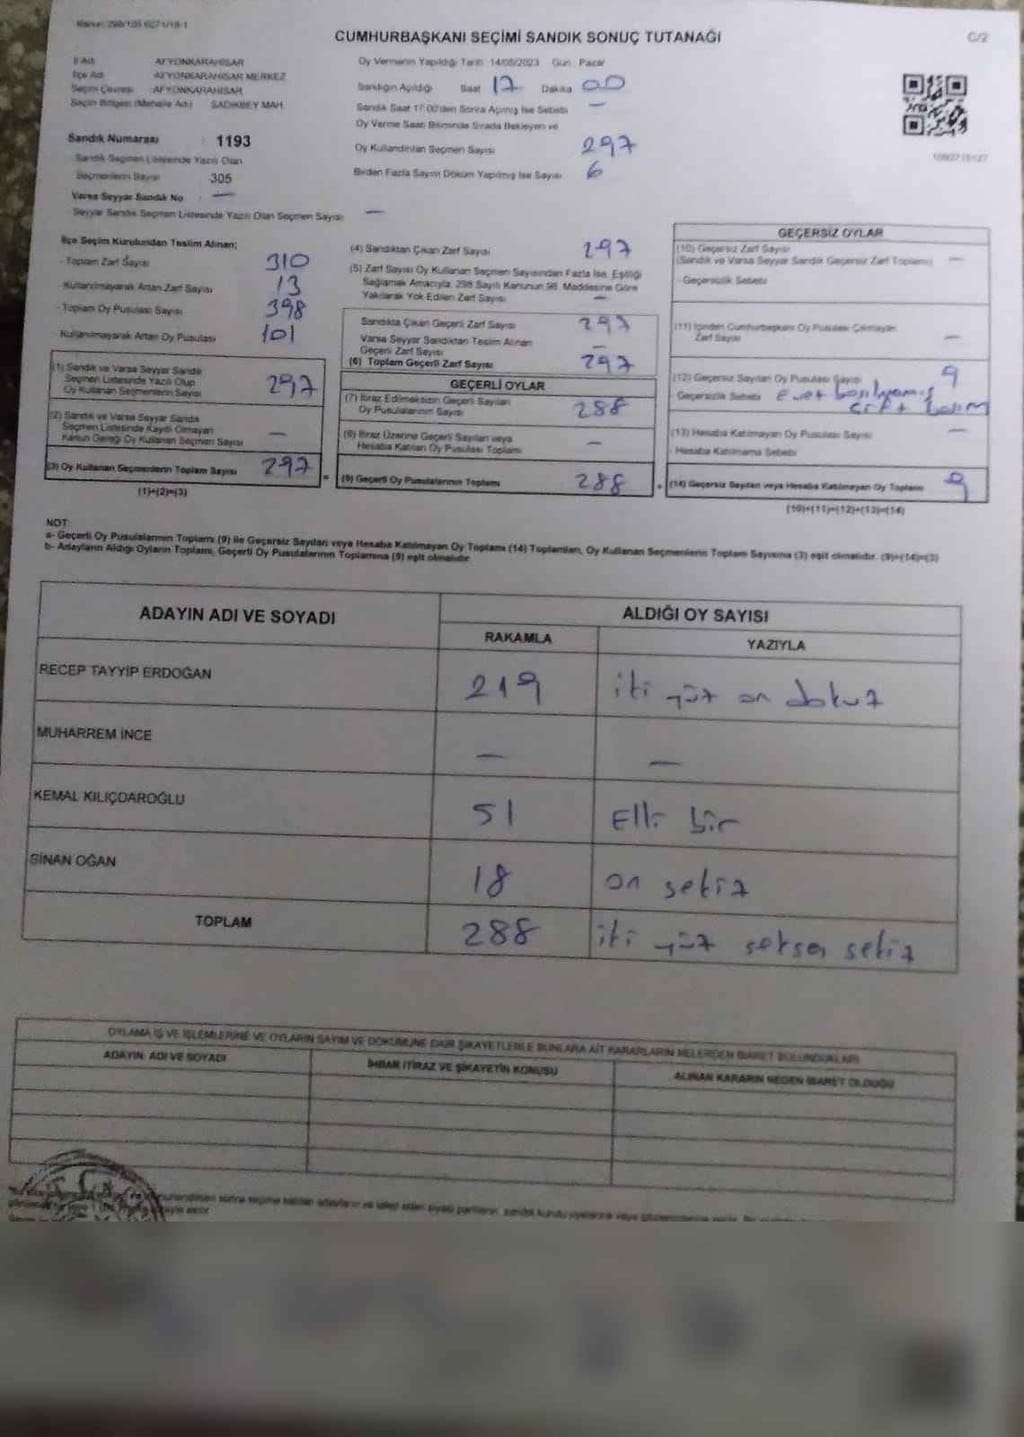 CUMHURBAŞKANI SEÇİMİ SANDIK SONUÇ TUTANAĞI
C/2
İl Adı AFYONKARAHİSAR
İlçe Adı AFYONKARAHİSAR MERKEZ
Seçim Çevresi : AFYONKARAHİSAR
Seçim Bölgesi (Mahalle Adı) SADIKBEY MAH.
Sandık Numarası : 1193
Sandık Seçmen Listesinde Yazılı Olan
Seçmenlerin Sayısı 305
Varsa Seyyar Sandık No : —
Seyyar Sandık Seçmen Listesinde Yazılı Olan Seçmen Sayısı —
Oy Vermenin Yapıldığı Tarih: 14/05/2023 Gün: Pazar
Sandığın Açıldığı Saat 17 Dakika 00
Sandık Saat 17:00'den Sonra Açılmış İse Sebebi —
Oy Verme Saati Bitiminde Sırada Bekleyen ve
Oy Kullandırılan Seçmen Sayısı 297
Birden Fazla Sayım Döküm Yapılmış İse Sayısı 6
İlçe Seçim Kurulundan Teslim Alınan;
- Toplam Zarf Sayısı 310
Kullanılmayarak Artan Zarf Sayısı 13
- Toplam Oy Pusulası Sayısı 398
Kullanılmayarak Artan Oy Pusulası 101
(1) Sandık ve Varsa Seyyar Sandık
Seçmen Listesinde Yazılı Olup
Oy Kullanan Seçmenlerin Sayısı 297
(2) Sandık ve Varsa Seyyar Sandık
Seçmen Listesinde Kayıtlı Olmayan
Kanun Gereği Oy Kullanan Seçmen Sayısı —
(3) Oy Kullanan Seçmenlerin Toplam Sayısı 297
(1)+(2)=(3)
(4) Sandıktan Çıkan Zarf Sayısı 297
(5) Zarf Sayısı Oy Kullanan Seçmen Sayısından Fazla İse, Eşitliği
Sağlamak Amacıyla, 298 Sayılı Kanunun 98. Maddesine Göre
Yakılarak Yok Edilen Zarf Sayısı —
Sandıkta Çıkan Geçerli Zarf Sayısı 297
Varsa Seyyar Sandıktan Teslim Alınan
Geçerli Zarf Sayısı —
(6) Toplam Geçerli Zarf Sayısı 297
GEÇERLİ OYLAR
(7) İtiraz Edilmeksizin Geçerli Sayılan
Oy Pusulalarının Sayısı 288
(8) İtiraz Üzerine Geçerli Sayılan veya
Hesaba Katılan Oy Pusulası Toplamı —
(9) Geçerli Oy Pusulalarının Toplamı 288
GEÇERSİZ OYLAR
(10) Geçersiz Zarf Sayısı
(Sandık ve Varsa Seyyar Sandık Geçersiz Zarf Toplamı) —
- Geçersizlik Sebebi
(11) İçinden Cumhurbaşkanı Oy Pusulası Çıkmayan
Zarf Sayısı —
(12) Geçersiz Sayılan Oy Pusulası Sayısı 9
Geçersizlik Sebebi Evet basılmamış
çift basım
(13) Hesaba Katılmayan Oy Pusulası Sayısı —
- Hesaba Katılmama Sebebi
(14) Geçersiz Sayılan veya Hesaba Katılmayan Oy Toplamı 9
(10)+(11)+(12)+(13)=(14)
NOT:
a- Geçerli Oy Pusulalarının Toplamı (9) ile Geçersiz Sayılan veya Hesaba Katılmayan Oy Toplamı (14) Toplamları, Oy Kullanan Seçmenlerin Toplam Sayısına (3) eşit olmalıdır. (9)+(14)=(3)
b- Adayların Aldığı Oyların Toplamı, Geçerli Oy Pusulalarının Toplamına (9) eşit olmalıdır.
ADAYIN ADI VE SOYADI
ALDIĞI OY SAYISI
RAKAMLA YAZIYLA
RECEP TAYYİP ERDOĞAN 219 iki yüz on dokuz
MUHARREM İNCE — —
KEMAL KILIÇDAROĞLU 51 Elli bir
SİNAN OĞAN 18 on sekiz
TOPLAM 288 iki yüz seksen sekiz
OYLAMA İŞ VE İŞLEMLERİNE VE OYLARIN SAYIM VE DÖKÜMÜNE DAİR ŞİKAYETLERLE BUNLARA AİT KARARLARIN NELERDEN İBARET BULUNDUKLARI
ADAYIN ADI VE SOYADI
İHBAR İTİRAZ VE ŞİKAYETİN KONUSU
ALINAN KARARIN NEDEN İBARET OLDUĞU